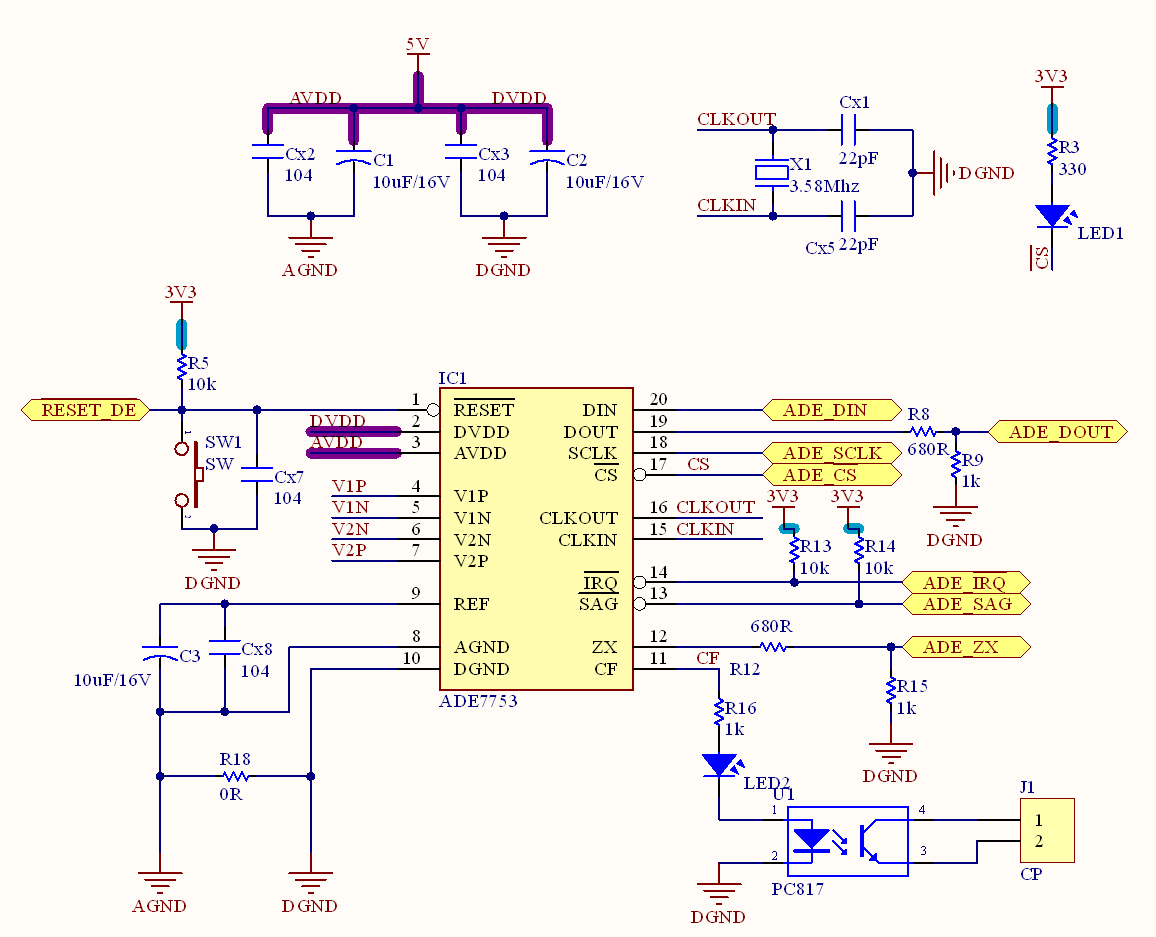 5V
AVDD
DVDD
Cx2
104
C1
10uF/16V
Cx3
104
C2
10uF/16V
AGND
DGND
CLKOUT
Cx1
22pF
X1
3.58Mhz
DGND
CLKIN
Cx5
22pF
3V3
R3
330
LED1
CS
3V3
R5
10k
RESET_DE
SW1
SW
1
2
Cx7
104
DGND
DVDD
AVDD
V1P
V1N
V2N
V2P
IC1
1
RESET
2
DVDD
3
AVDD
4
V1P
5
V1N
6
V2N
7
V2P
9
REF
8
AGND
10
DGND
ADE7753
DIN
20
DOUT
19
SCLK
18
CS
17
CLKOUT
16
CLKIN
15
IRQ
14
SAG
13
ZX
12
CF
11
ADE_DIN
R8
680R
ADE_DOUT
R9
1k
DGND
ADE_SCLK
CS
ADE_CS
CLKOUT
CLKIN
3V3
3V3
R13
10k
R14
10k
ADE_IRQ
ADE_SAG
680R
R12
ADE_ZX
R15
1k
DGND
CF
R16
1k
LED2
U1
1
2
4
3
PC817
DGND
J1
1
2
CP
C3
10uF/16V
Cx8
104
R18
0R
AGND
DGND